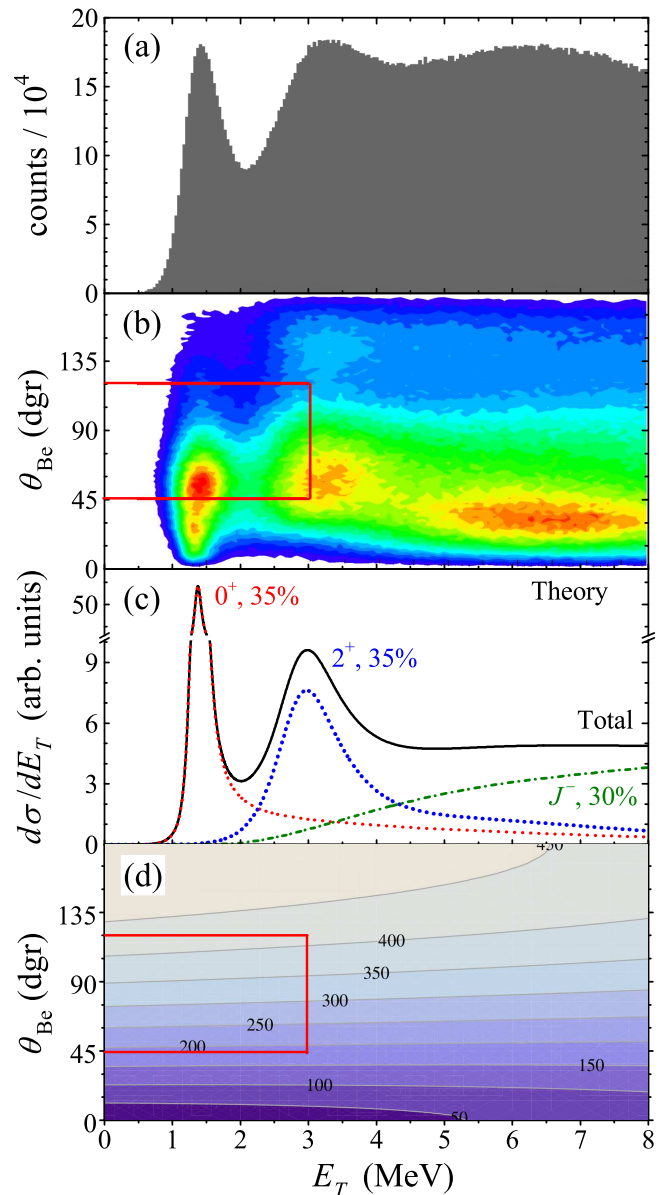 (a)
20
15
10
5
0
counts / 10⁴
(b)
135
90
45
0
θ_Be (dgr)
(c)
0⁺, 35%
Theory
2⁺, 35%
Total
J⁻, 30%
50
9
6
3
0
dσ/dE_T (arb. units)
(d)
450
400
350
300
250
200
150
100
50
135
90
45
0
θ_Be (dgr)
0 1 2 3 4 5 6 7 8
E_T (MeV)